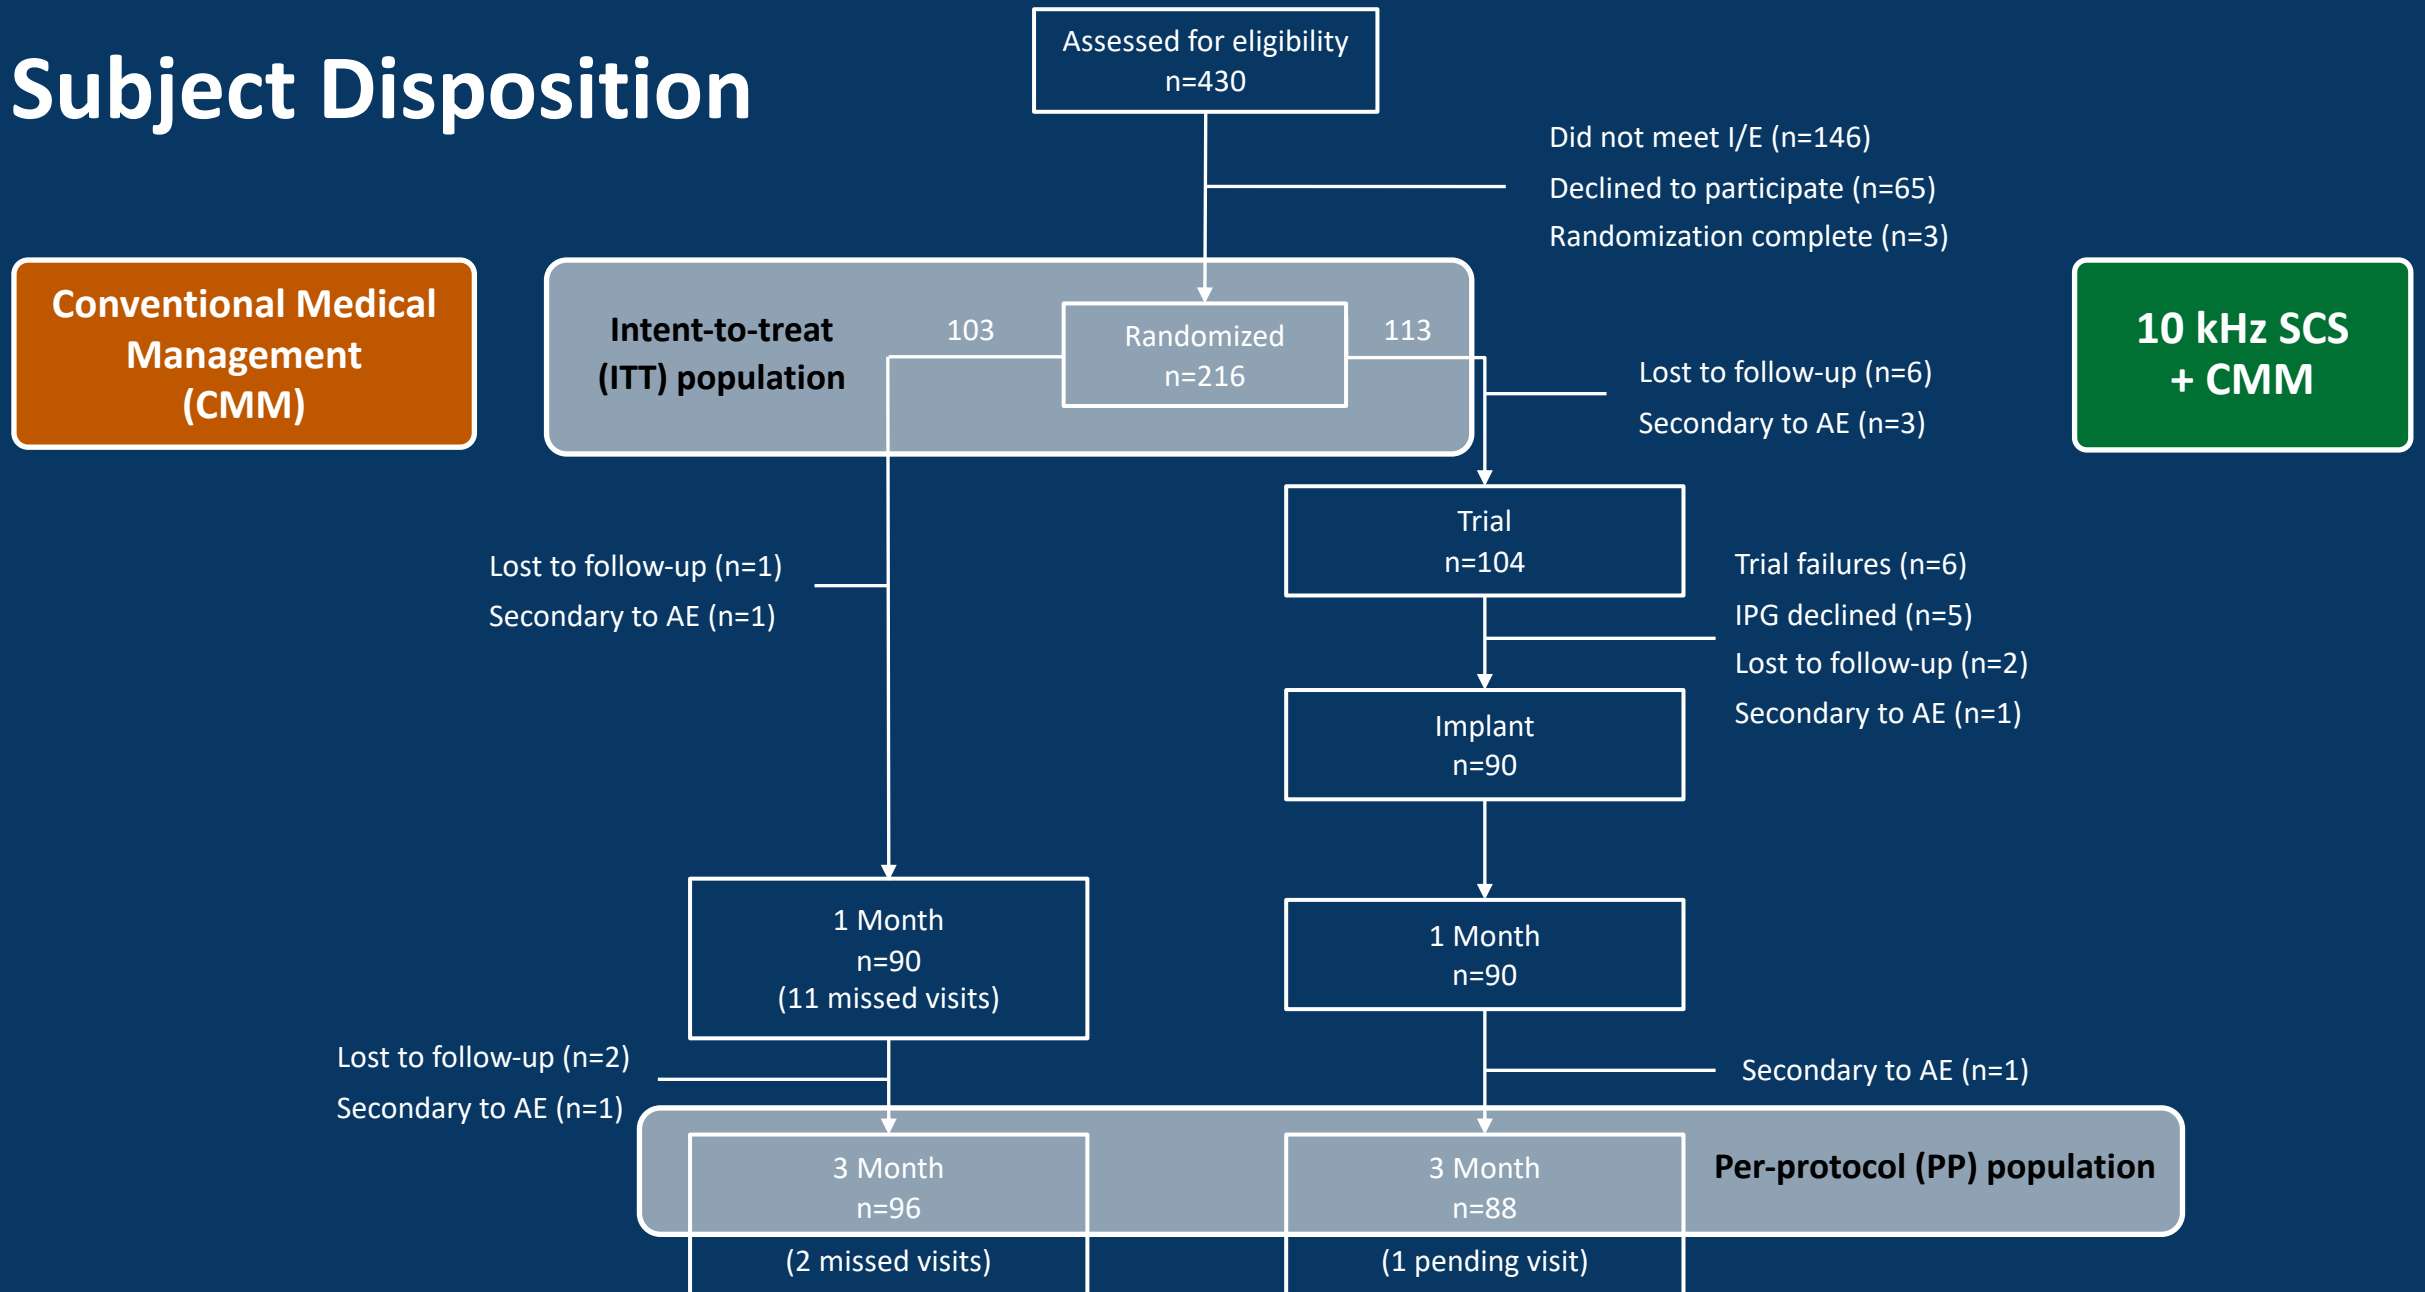 Subject Disposition
Assessed for eligibility
n=430
Did not meet I/E (n=146)
Declined to participate (n=65)
Randomization complete (n=3)
Conventional Medical
Management
(CMM)
Intent-to-treat
(ITT) population
103
Randomized
n=216
113
10 kHz SCS
+ CMM
Lost to follow-up (n=6)
Secondary to AE (n=3)
Trial
n=104
Lost to follow-up (n=1)
Secondary to AE (n=1)
Trial failures (n=6)
IPG declined (n=5)
Lost to follow-up (n=2)
Secondary to AE (n=1)
Implant
n=90
1 Month
n=90
(11 missed visits)
1 Month
n=90
Lost to follow-up (n=2)
Secondary to AE (n=1)
Secondary to AE (n=1)
3 Month
n=96
(2 missed visits)
3 Month
n=88
(1 pending visit)
Per-protocol (PP) population